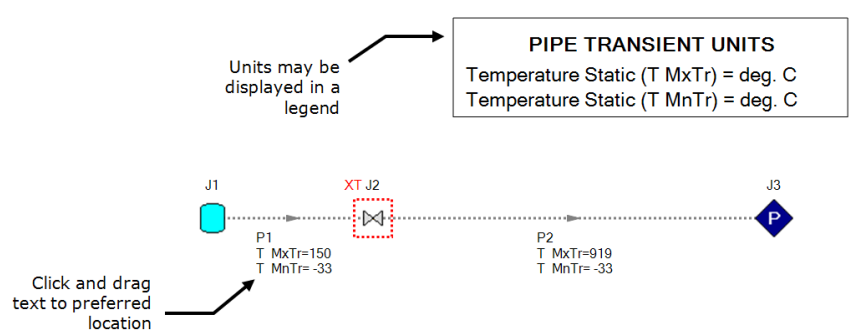 Units may be
displayed in a
legend
PIPE TRANSIENT UNITS
Temperature Static (T MxTr) = deg. C
Temperature Static (T MnTr) = deg. C
J1
XT J2
J3
P
P1
T MxTr=150
T MnTr= -33
P2
T MxTr=919
T MnTr= -33
Click and drag
text to preferred
location